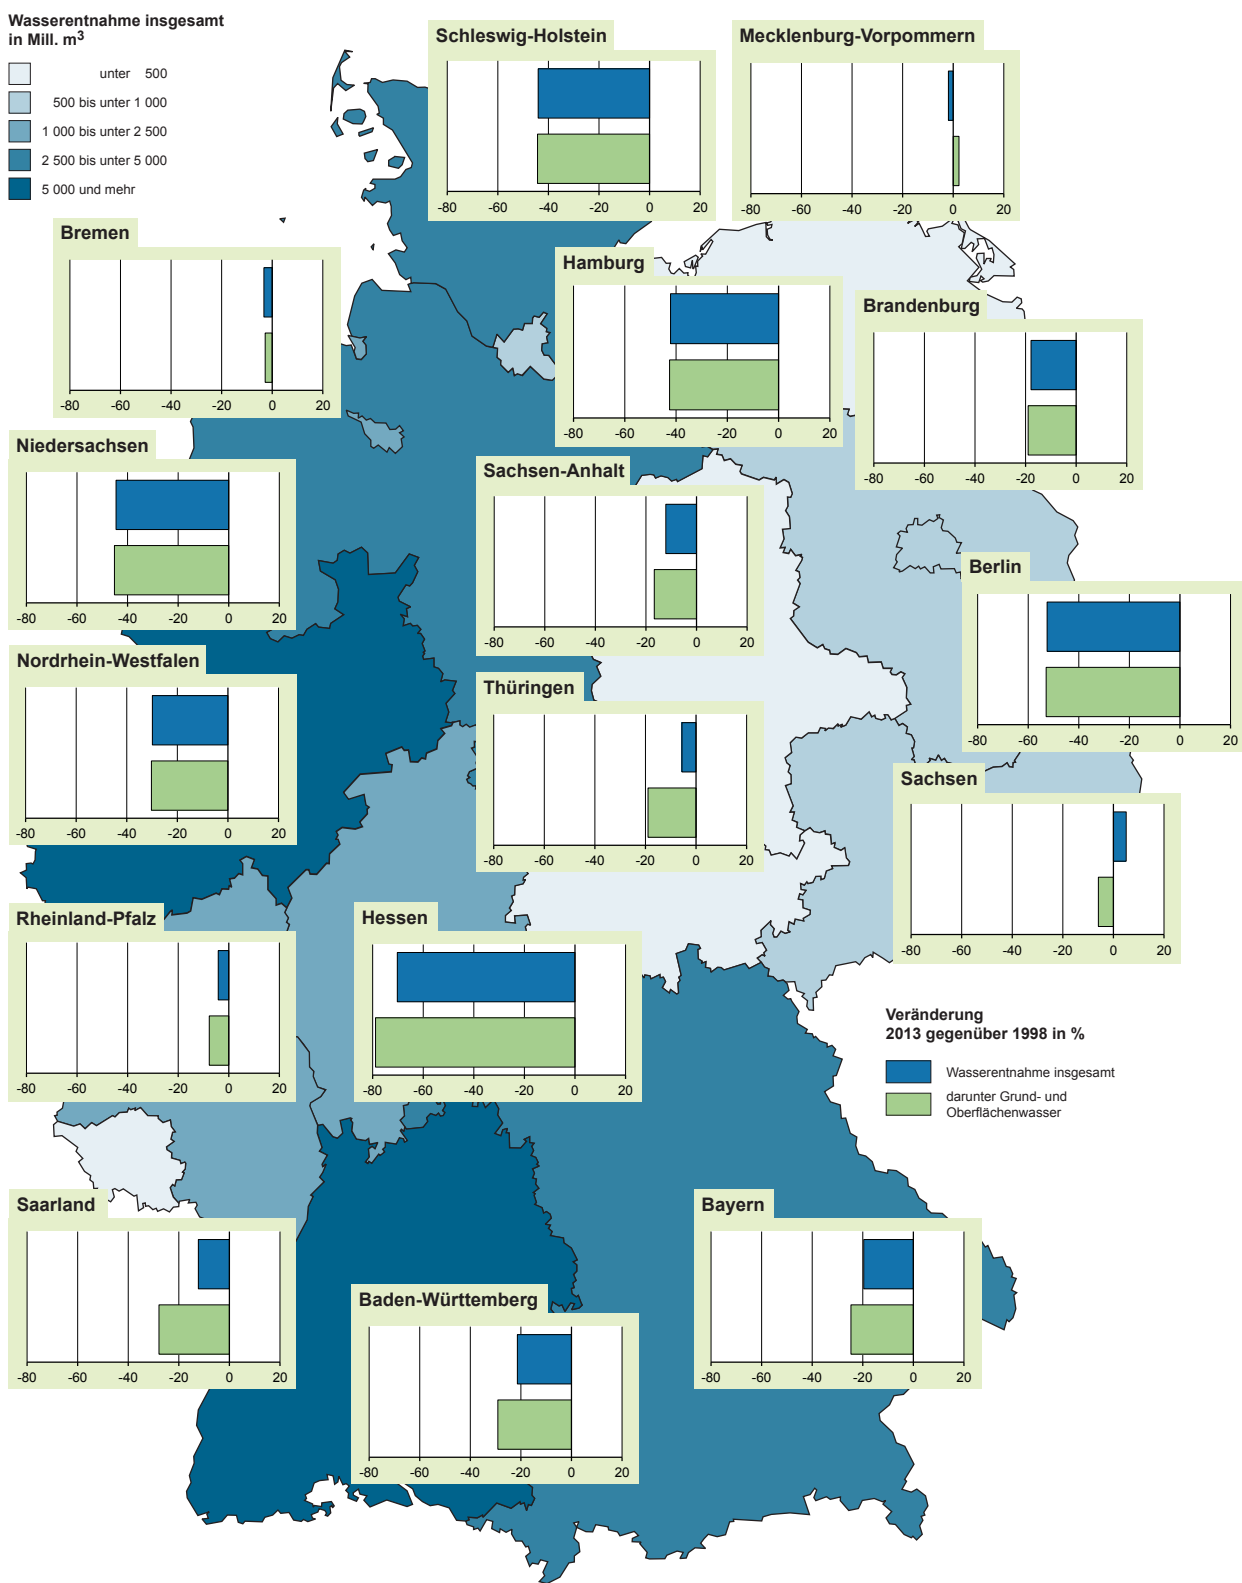 Wasserentnahme insgesamt
in Mill. m³
unter 500
500 bis unter 1 000
1 000 bis unter 2 500
2 500 bis unter 5 000
5 000 und mehr
Schleswig-Holstein
-80 -60 -40 -20 0 20
Mecklenburg-Vorpommern
-80 -60 -40 -20 0 20
Bremen
-80 -60 -40 -20 0 20
Hamburg
-80 -60 -40 -20 0 20
Brandenburg
-80 -60 -40 -20 0 20
Niedersachsen
-80 -60 -40 -20 0 20
Sachsen-Anhalt
-80 -60 -40 -20 0 20
Berlin
-80 -60 -40 -20 0 20
Nordrhein-Westfalen
-80 -60 -40 -20 0 20
Thüringen
-80 -60 -40 -20 0 20
Sachsen
-80 -60 -40 -20 0 20
Rheinland-Pfalz
-80 -60 -40 -20 0 20
Hessen
-80 -60 -40 -20 0 20
Veränderung
2013 gegenüber 1998 in %
Wasserentnahme insgesamt
darunter Grund- und
Oberflächenwasser
Saarland
-80 -60 -40 -20 0 20
Baden-Württemberg
-80 -60 -40 -20 0 20
Bayern
-80 -60 -40 -20 0 20